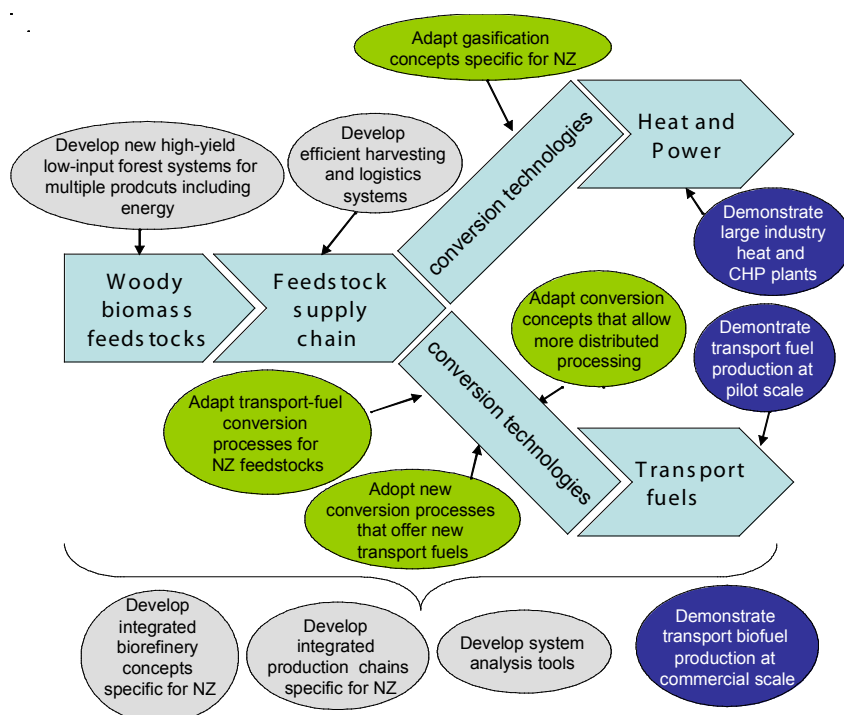 Adapt gasification
concepts specific for NZ
Develop new high-yield
low-input forest systems for
multiple prodcuts including
energy
Develop
efficient harvesting
and logistics
systems
conversion technologies
Heat and
Power
Demonstrate
large industry
heat and
CHP plants
Woody
biomass
feedstocks
Feedstock
supply
chain
Adapt conversion
concepts that allow
more distributed
processing
Demontrate
transport fuel
production at
pilot scale
Adapt transport-fuel
conversion
processes for
NZ feedstocks
conversion technologies
Adopt new
conversion processes
that offer new
transport fuels
Transport
fuels
Develop
integrated
biorefinery
concepts
specific for NZ
Develop
integrated
production chains
specific for NZ
Develop system
analysis tools
Demonstrate
transport biofuel
production at
commercial scale